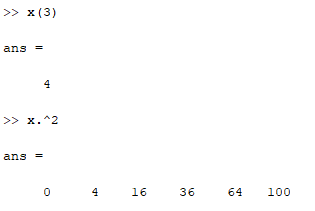 >> x(3)
ans =
4
>> x.^2
ans =
0 4 16 36 64 100